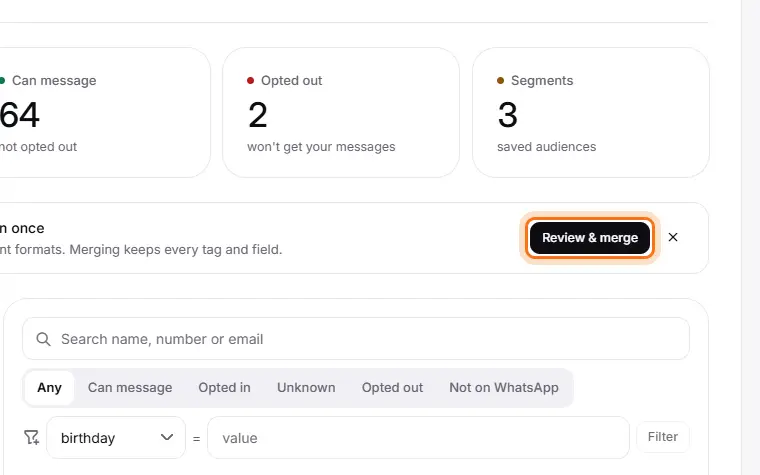 Can message
Opted out
Segments
64
2
3
not opted out
won't get your messages
saved audiences
n once
nt formats. Merging keeps every tag and field.
Review & merge
Search name, number or email
Any
Can message
Opted in
Unknown
Opted out
Not on WhatsApp
birthday
=
value
Filter